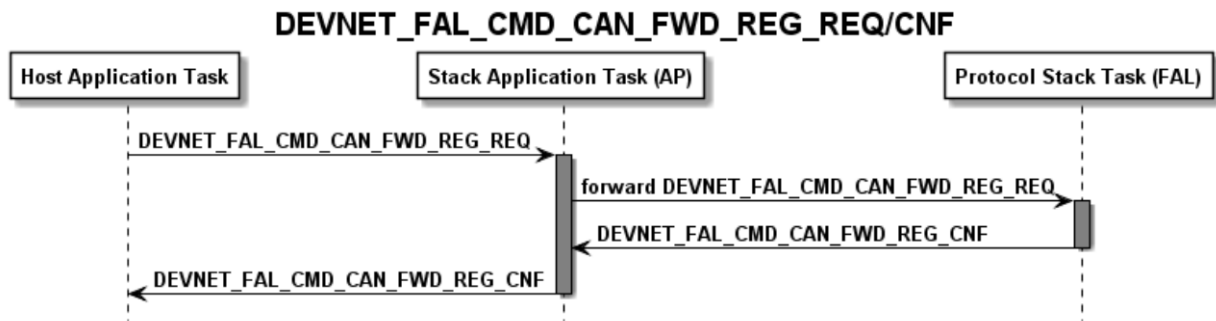 DEVNET_FAL_CMD_CAN_FWD_REG_REQ/CNF
Host Application Task
Stack Application Task (AP)
Protocol Stack Task (FAL)
DEVNET_FAL_CMD_CAN_FWD_REG_REQ
forward DEVNET_FAL_CMD_CAN_FWD_REG_REQ
DEVNET_FAL_CMD_CAN_FWD_REG_CNF
DEVNET_FAL_CMD_CAN_FWD_REG_CNF